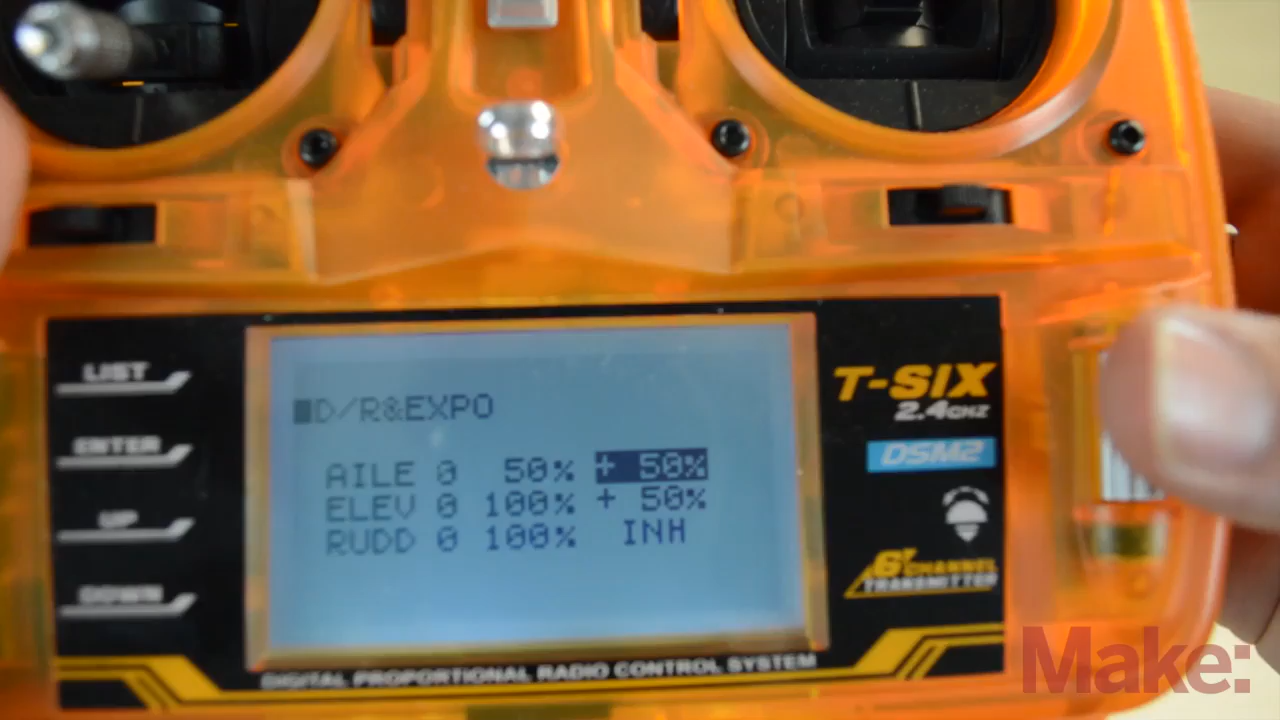 LIST
ENTER
UP
DOWN
■D/R&EXPO
AILE 0 50% + 50%
ELEV 0 100% + 50%
RUDD 0 100% INH
T-SIX
2.4GHZ
DSM2
6+CHANNEL
TRANSMITTER
DIGITAL PROPORTIONAL RADIO CONTROL SYSTEM
Make: